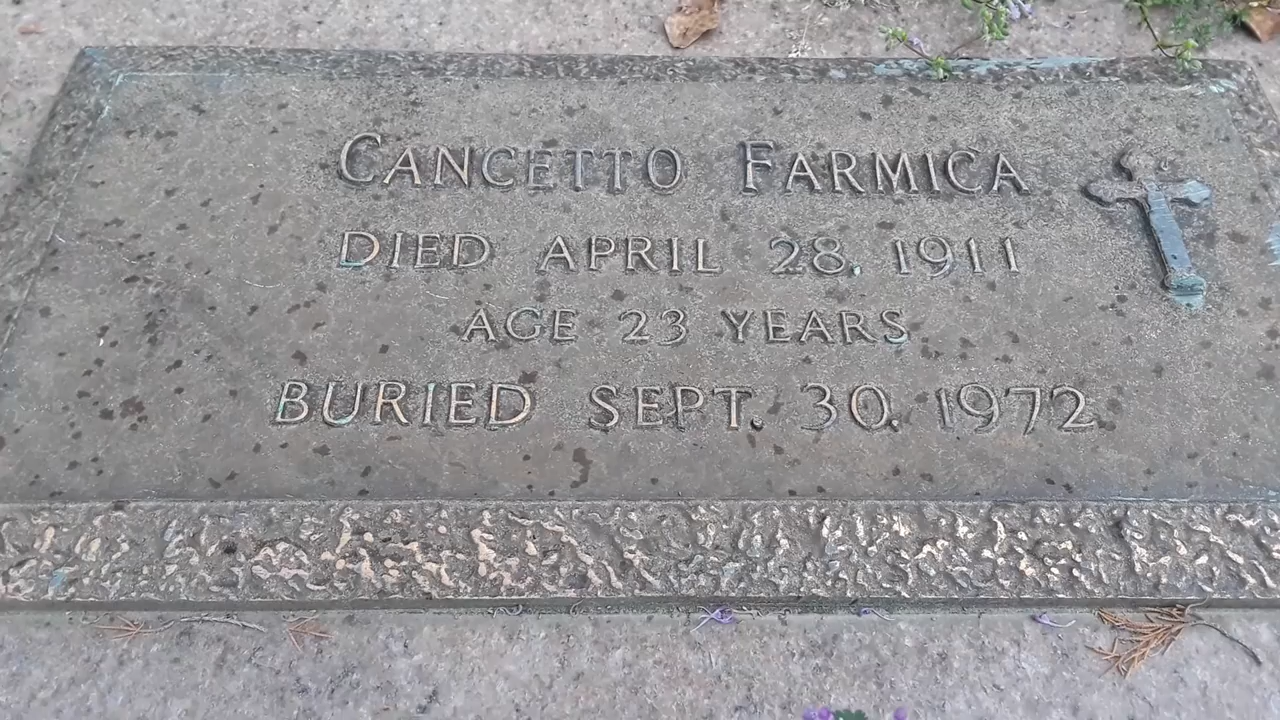 CANCETTO FARMICA
DIED APRIL 28, 1911
AGE 23 YEARS
BURIED SEPT. 30, 1972